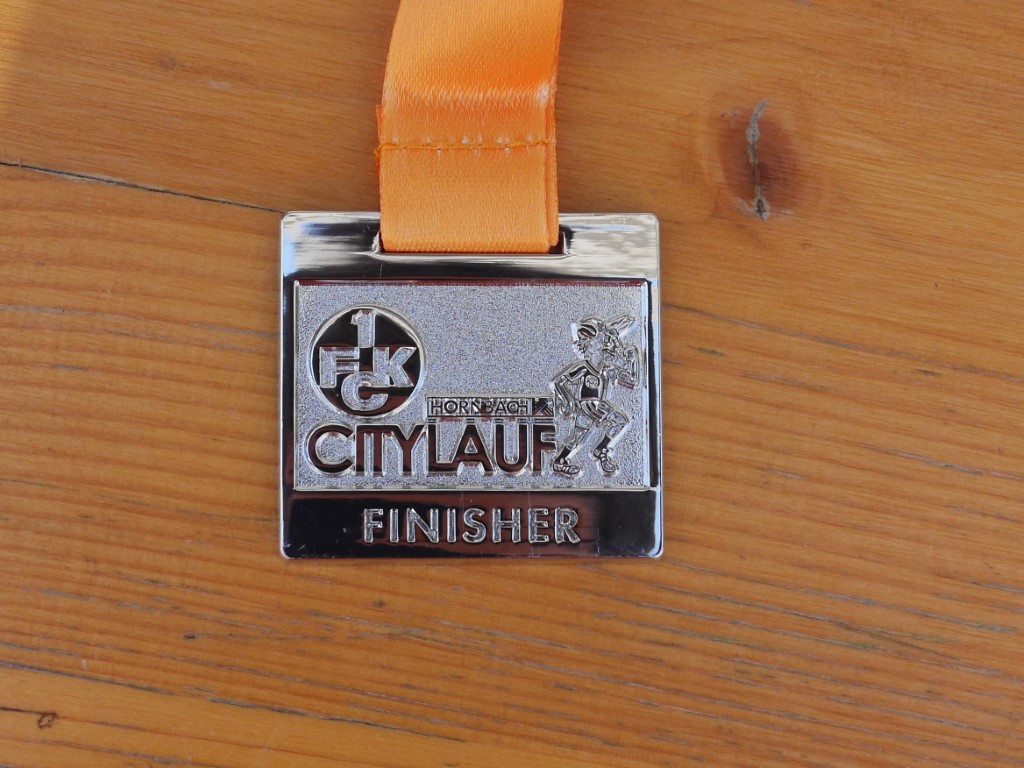 1
FCK
HORNBACH
CITYLAUF
FINISHER